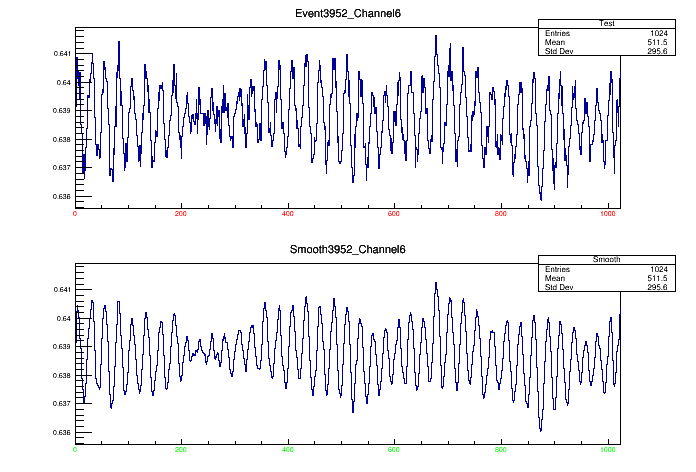 Event3952_Channel6
Test
Entries 1024
Mean 511.5
Std Dev 295.6
0.641
0.64
0.639
0.638
0.637
0.636
0 200 400 600 800 1000
Smooth3952_Channel6
Smooth
Entries 1024
Mean 511.5
Std Dev 295.6
0.641
0.64
0.639
0.638
0.637
0.636
0 200 400 600 800 1000